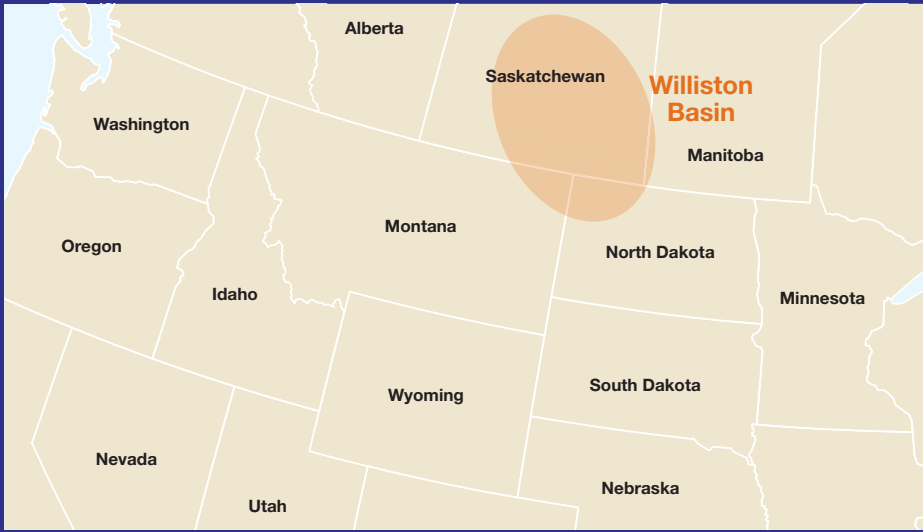 Alberta
Saskatchewan
Williston
Basin
Washington
Manitoba
Montana
Oregon
North Dakota
Idaho
Minnesota
South Dakota
Wyoming
Nevada
Nebraska
Utah